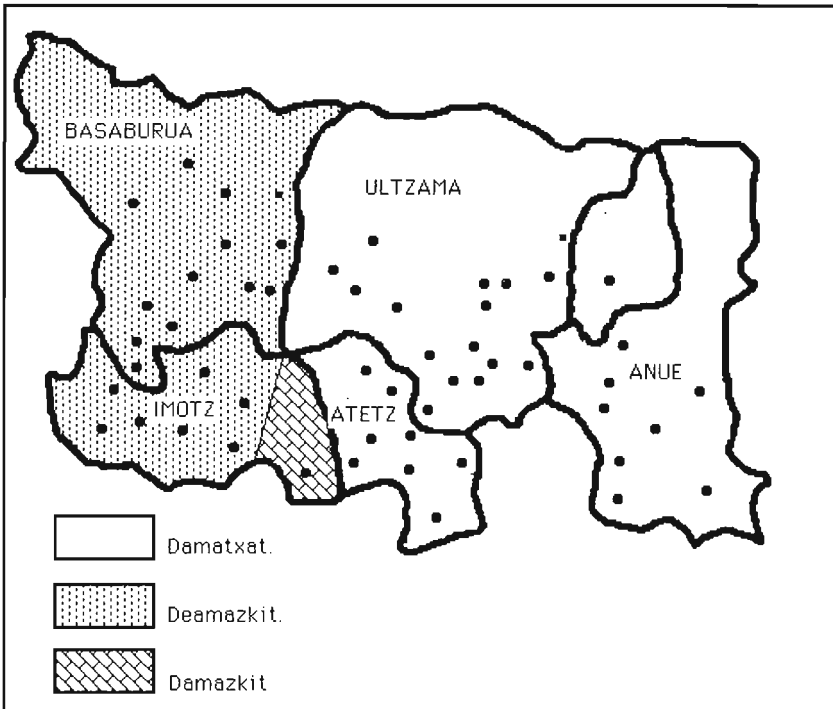 BASABURUA
ULTZAMA
ANUE
IMOTZ
ATETZ
Damatxat.
Deamazkit.
Damazkit